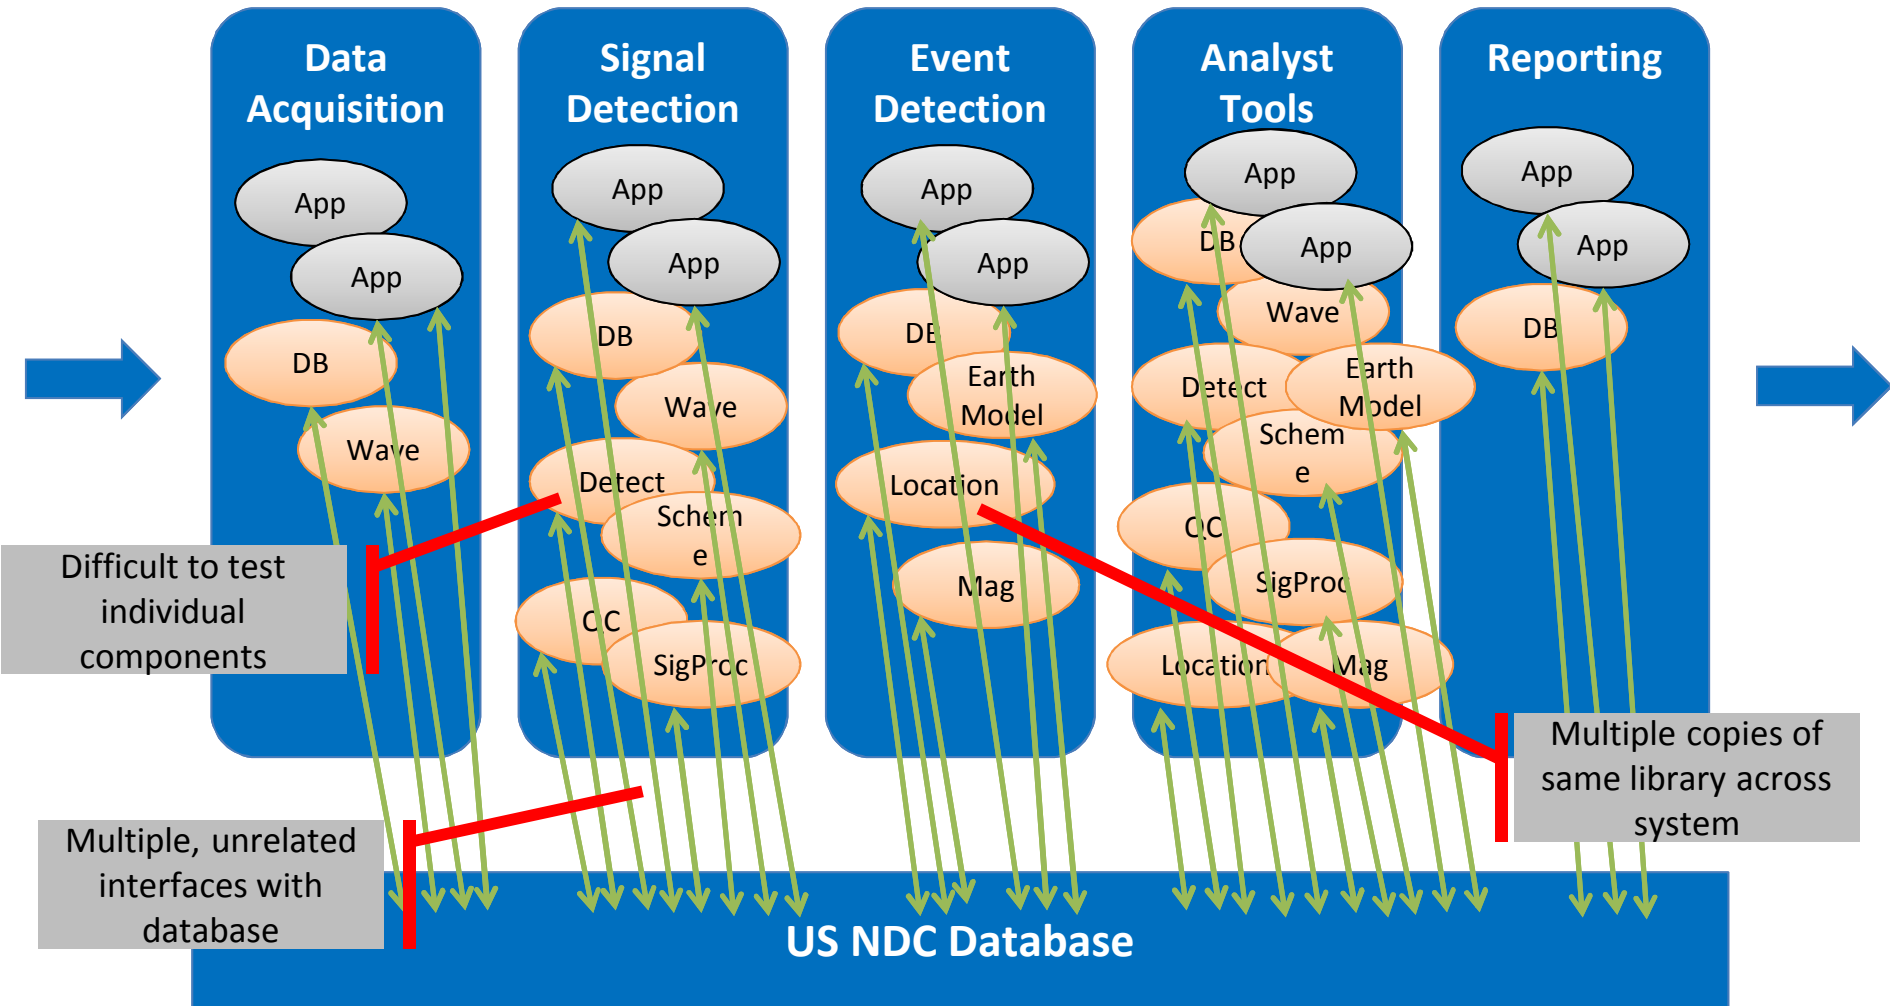 Data
Acquisition
App
App
DB
Wave
Signal
Detection
App
App
DB
Wave
Detect
Schem
e
QC
SigProc
Event
Detection
App
App
DB
Earth
Model
Location
Mag
Analyst
Tools
App
DB
App
Wave
Detect
Earth
Model
Schem
e
QC
SigProc
Location
Mag
Reporting
App
App
DB
Difficult to test
individual
components
Multiple, unrelated
interfaces with
database
Multiple copies of
same library across
system
US NDC Database